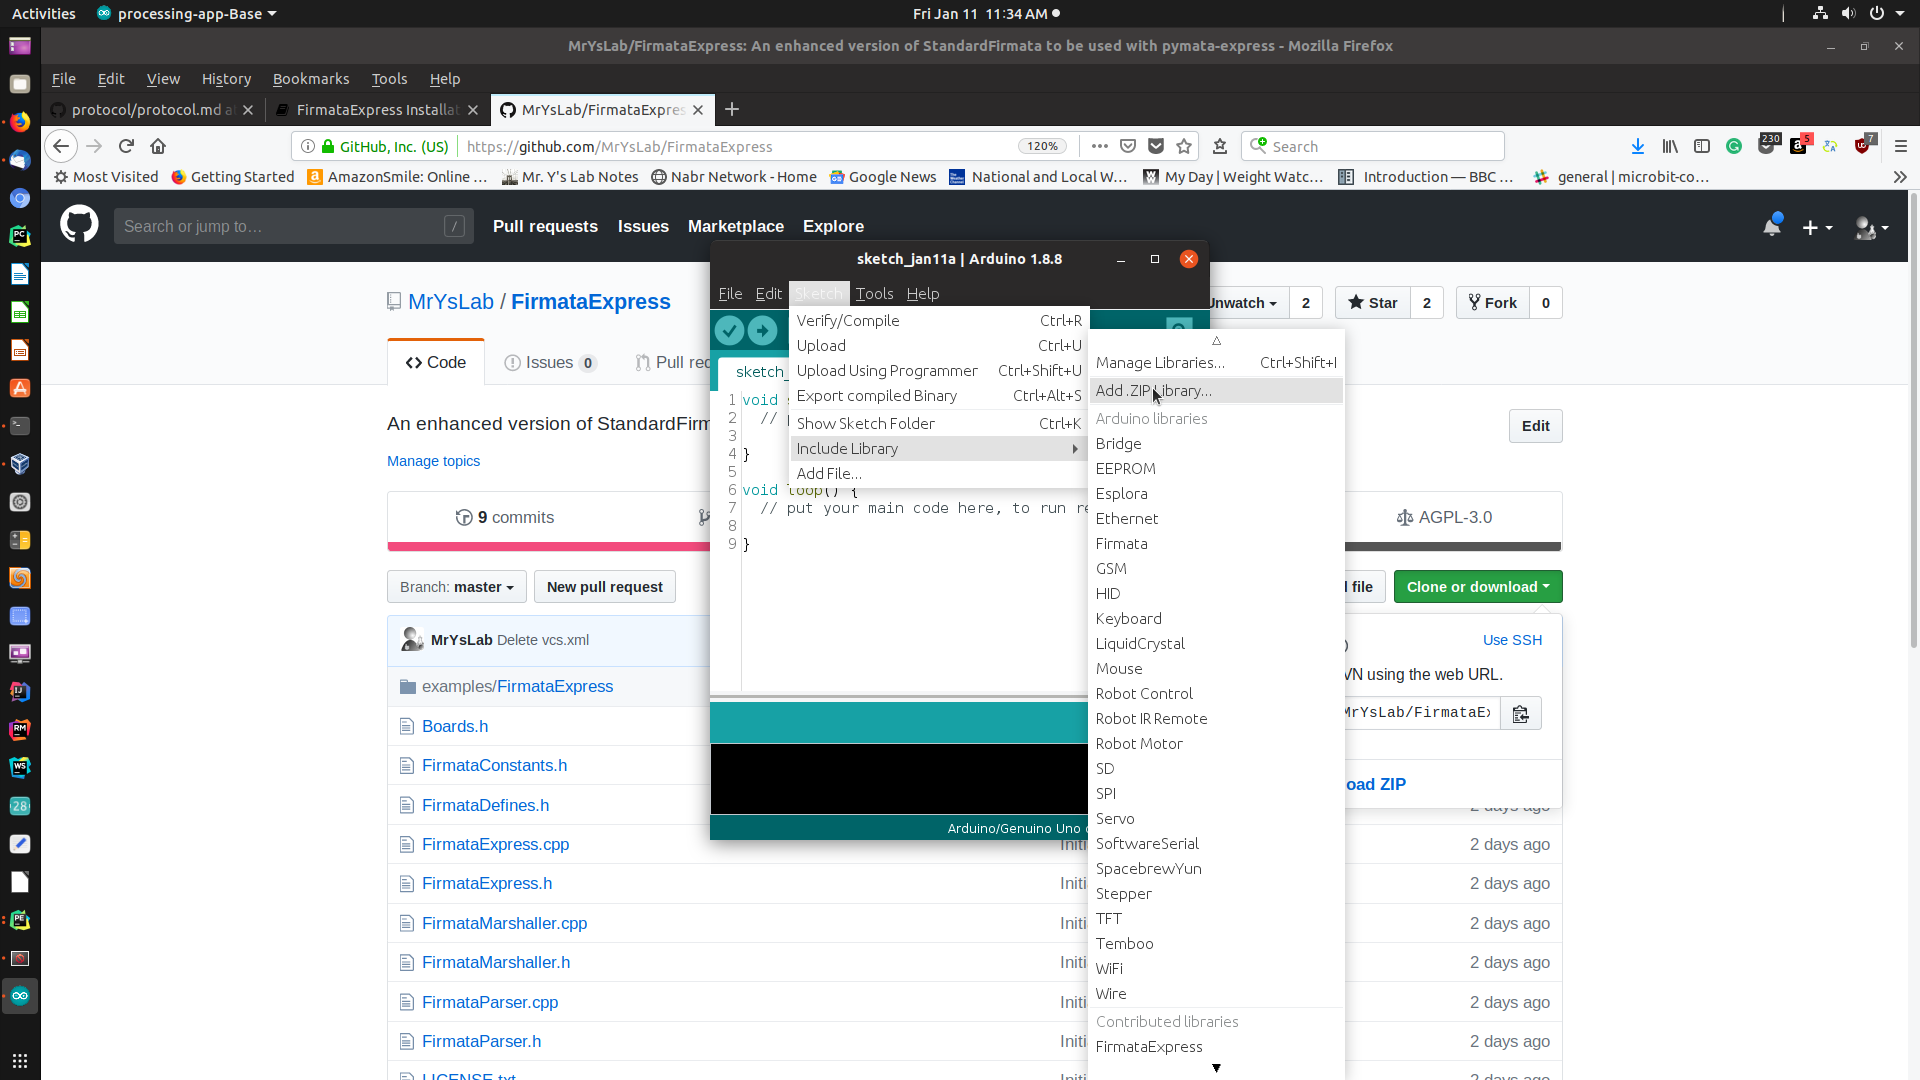 Activities
processing-app-Base
Fri Jan 11 11:34 AM
MrYsLab/FirmataExpress: An enhanced version of StandardFirmata to be used with pymata-express - Mozilla Firefox
File Edit View History Bookmarks Tools Help
protocol/protocol.md a
FirmataExpress Installat
MrYsLab/FirmataExpres
GitHub, Inc. (US)
https://github.com/MrYsLab/FirmataExpress
120%
Search
230
5
7
Most Visited
Getting Started
AmazonSmile: Online ...
Mr. Y's Lab Notes
Nabr Network - Home
Google News
National and Local W...
My Day | Weight Watc...
Introduction — BBC ...
general | microbit-co...
Search or jump to...
/
Pull requests
Issues
Marketplace
Explore
sketch_jan11a | Arduino 1.8.8
File Edit Sketch Tools Help
MrYsLab / FirmataExpress
Unwatch
2
Star
2
Fork
0
Code
Issues 0
Pull req
An enhanced version of StandardFirm
Manage topics
Edit
9 commits
AGPL-3.0
Branch: master
New pull request
file
Clone or download
MrYsLab Delete vcs.xml
Use SSH
VN using the web URL.
MrYsLab/FirmataEx
oad ZIP
examples/FirmataExpress
Boards.h
FirmataConstants.h
FirmataDefines.h
2 days ago
FirmataExpress.cpp
Initi
2 days ago
FirmataExpress.h
Initi
2 days ago
FirmataMarshaller.cpp
Initi
2 days ago
FirmataMarshaller.h
Initi
2 days ago
FirmataParser.cpp
Initi
2 days ago
FirmataParser.h
Initi
2 days ago
LICENSE.txt
Verify/Compile Ctrl+R
Upload Ctrl+U
Upload Using Programmer Ctrl+Shift+U
Export compiled Binary Ctrl+Alt+S
Show Sketch Folder Ctrl+K
Include Library
Add File...
sketch_
1 void s
2 // p
3
4 }
5
6 void loop() {
7 // put your main code here, to run re
8
9 }
Arduino/Genuino Uno o
Manage Libraries... Ctrl+Shift+I
Add .ZIP Library...
Arduino libraries
Bridge
EEPROM
Esplora
Ethernet
Firmata
GSM
HID
Keyboard
LiquidCrystal
Mouse
Robot Control
Robot IR Remote
Robot Motor
SD
SPI
Servo
SoftwareSerial
SpacebrewYun
Stepper
TFT
Temboo
WiFi
Wire
Contributed libraries
FirmataExpress